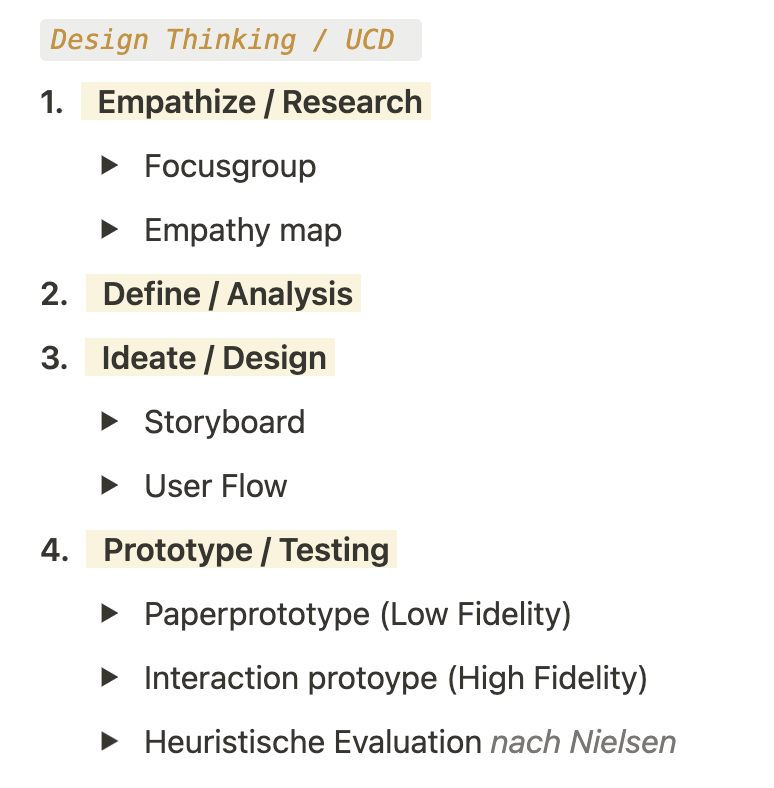 Design Thinking / UCD
1. Empathize / Research
▶ Focusgroup
▶ Empathy map
2. Define / Analysis
3. Ideate / Design
▶ Storyboard
▶ User Flow
4. Prototype / Testing
▶ Paperprototype (Low Fidelity)
▶ Interaction protoype (High Fidelity)
▶ Heuristische Evaluation nach Nielsen